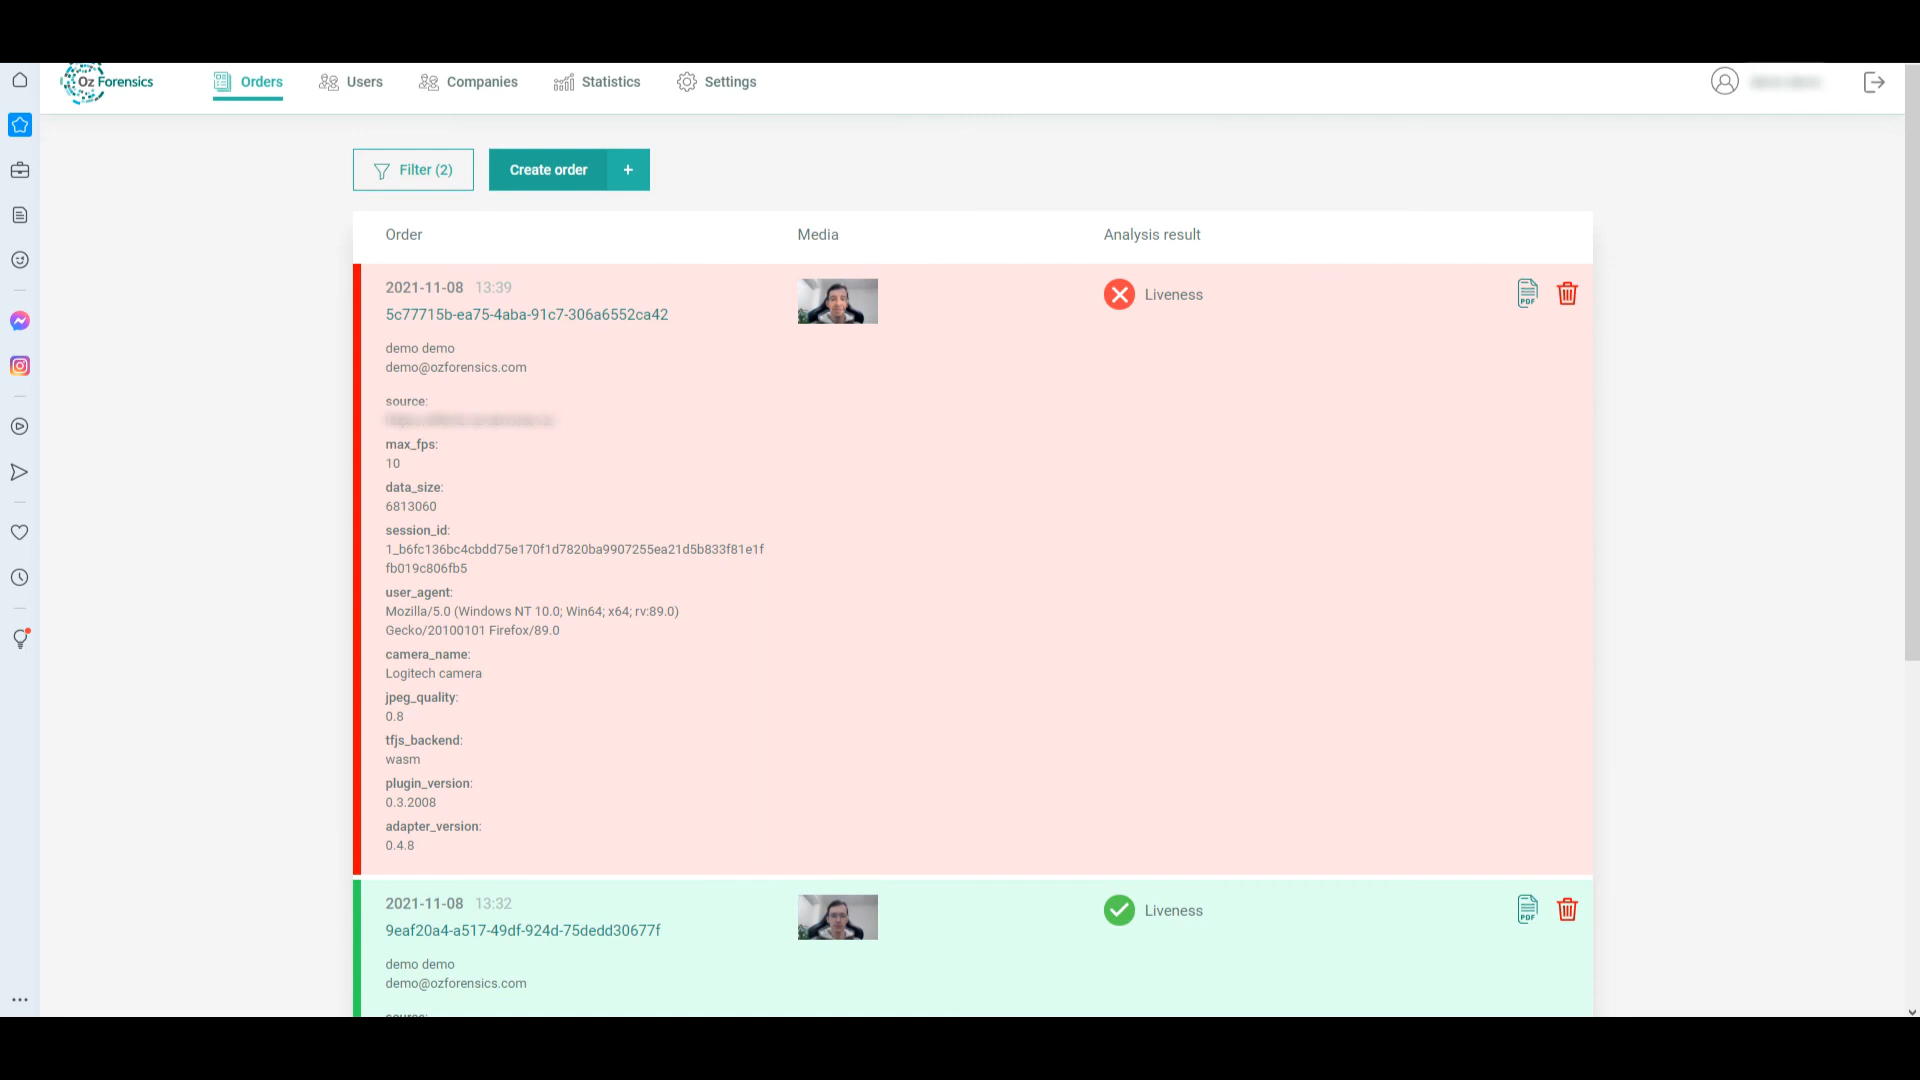 Oz Forensics
Orders
Users
Companies
Statistics
Settings
Filter (2)
Create order +
Order
Media
Analysis result
2021-11-08 13:39
Liveness
PDF
5c77715b-ea75-4aba-91c7-306a6552ca42
demo demo
demo@ozforensics.com
source:
max_fps:
10
data_size:
6813060
session_id:
1_b6fc136bc4cbdd75e170f1d7820ba9907255ea21d5b833f81e1f
fb019c806fb5
user_agent:
Mozilla/5.0 (Windows NT 10.0; Win64; x64; rv:89.0)
Gecko/20100101 Firefox/89.0
camera_name:
Logitech camera
jpeg_quality:
0.8
tfjs_backend:
wasm
plugin_version:
0.3.2008
adapter_version:
0.4.8
2021-11-08 13:32
Liveness
PDF
9eaf20a4-a517-49df-924d-75dedd30677f
demo demo
demo@ozforensics.com
source: